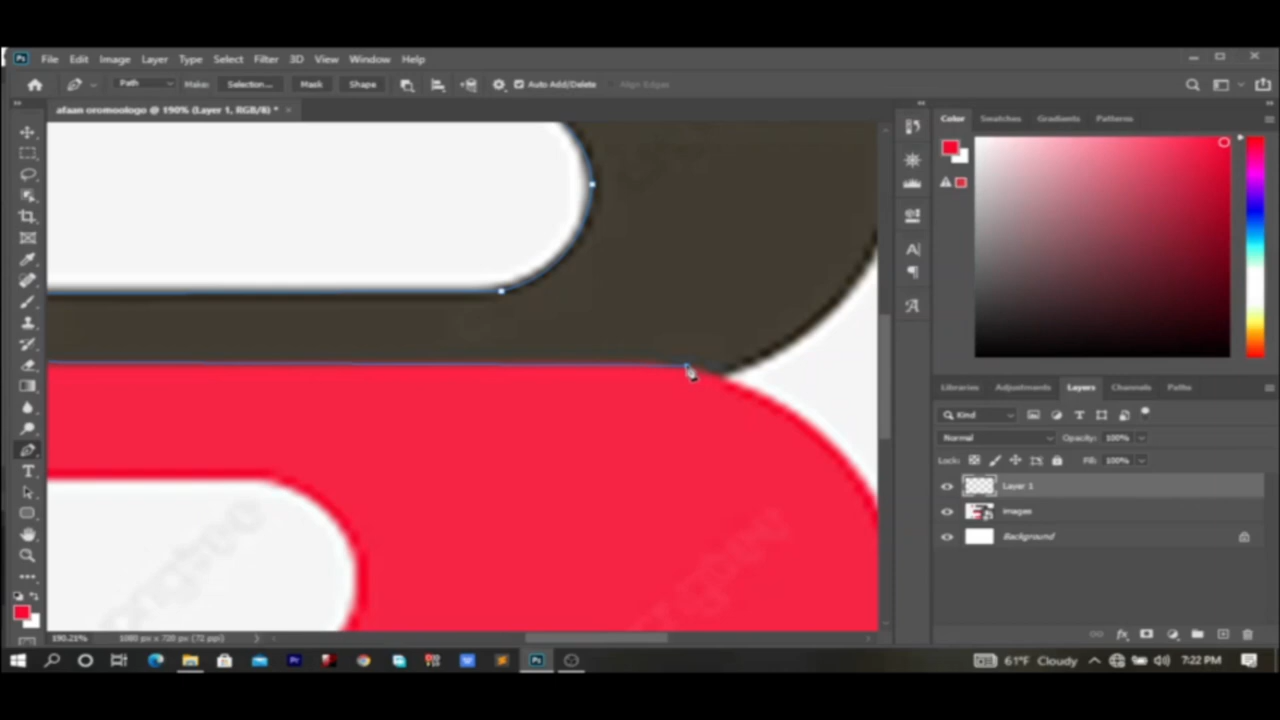 Ps File Edit Image Layer Type Select Filter 3D View Window Help
Path Make: Selection... Mask Shape Auto Add/Delete Align Edges
afaan oromoologo @ 190% (Layer 1, RGB/8) *
Color Swatches Gradients Patterns
Libraries Adjustments Layers Channels Paths
Kind
Normal Opacity: 100%
Lock: Fill: 100%
Layer 1
images
Background
190.21% 1080 px x 720 px (72 ppi)
61°F Cloudy 7:22 PM